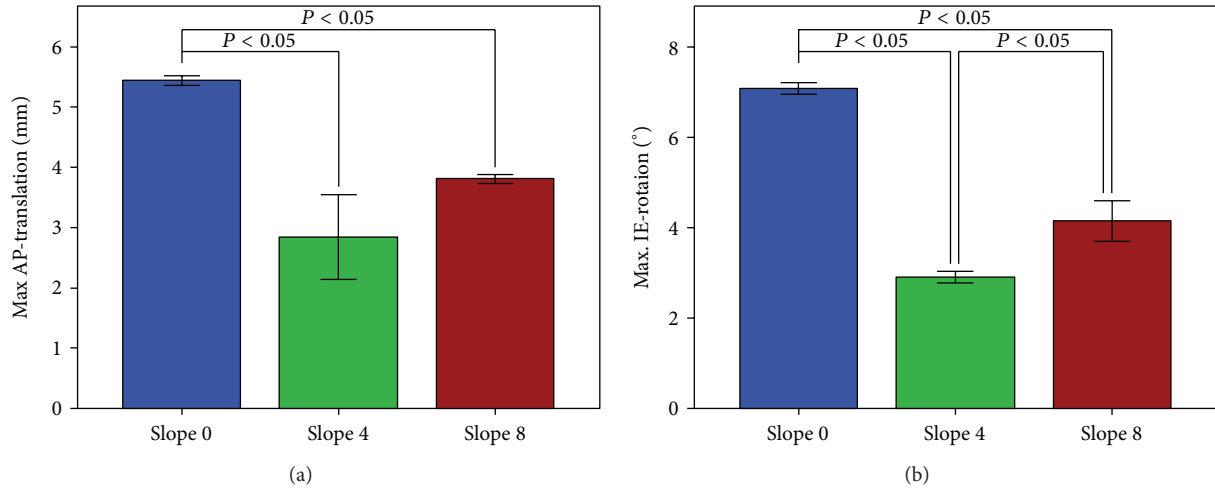 P < 0.05
P < 0.05
Max AP-translation (mm)
6
5
4
3
2
1
0
Slope 0 Slope 4 Slope 8
(a)
P < 0.05
P < 0.05 P < 0.05
Max. IE-rotaion (°)
8
6
4
2
0
Slope 0 Slope 4 Slope 8
(b)